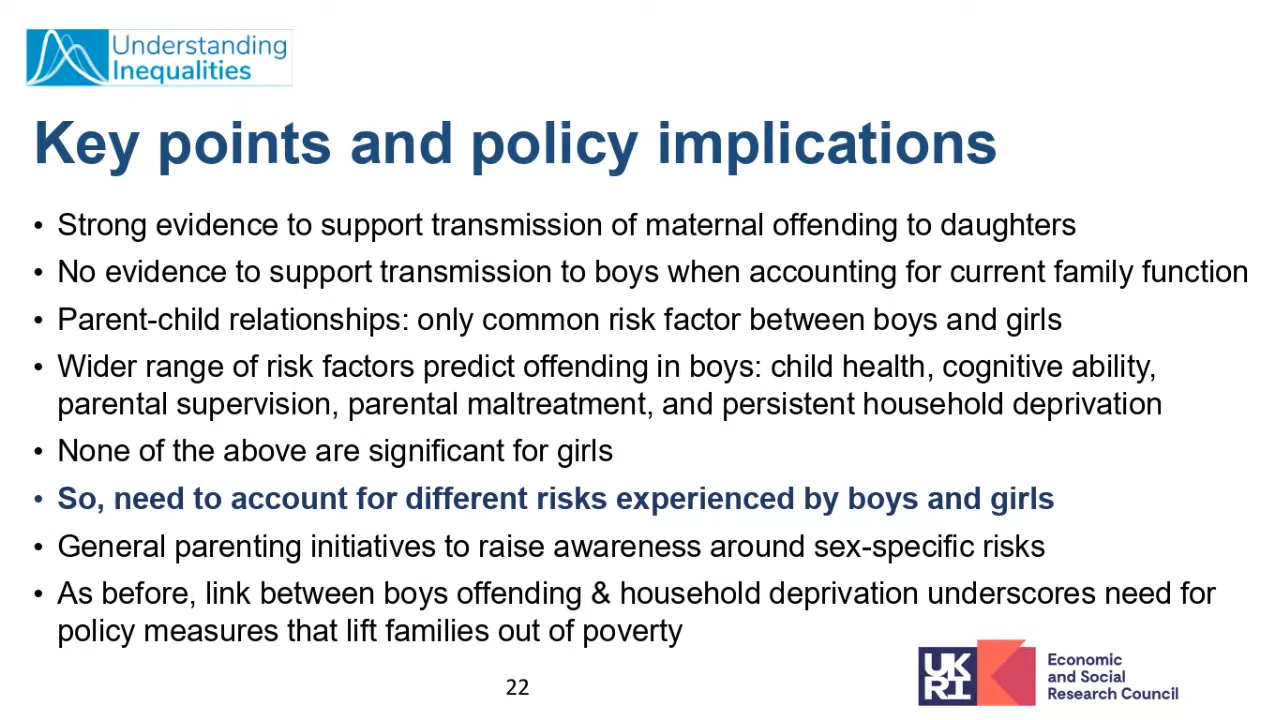 Understanding
Inequalities
Key points and policy implications
• Strong evidence to support transmission of maternal offending to daughters
• No evidence to support transmission to boys when accounting for current family function
• Parent-child relationships: only common risk factor between boys and girls
• Wider range of risk factors predict offending in boys: child health, cognitive ability,
parental supervision, parental maltreatment, and persistent household deprivation
• None of the above are significant for girls
• So, need to account for different risks experienced by boys and girls
• General parenting initiatives to raise awareness around sex-specific risks
• As before, link between boys offending & household deprivation underscores need for
policy measures that lift families out of poverty
22
UK
RI
Economic
and Social
Research Council